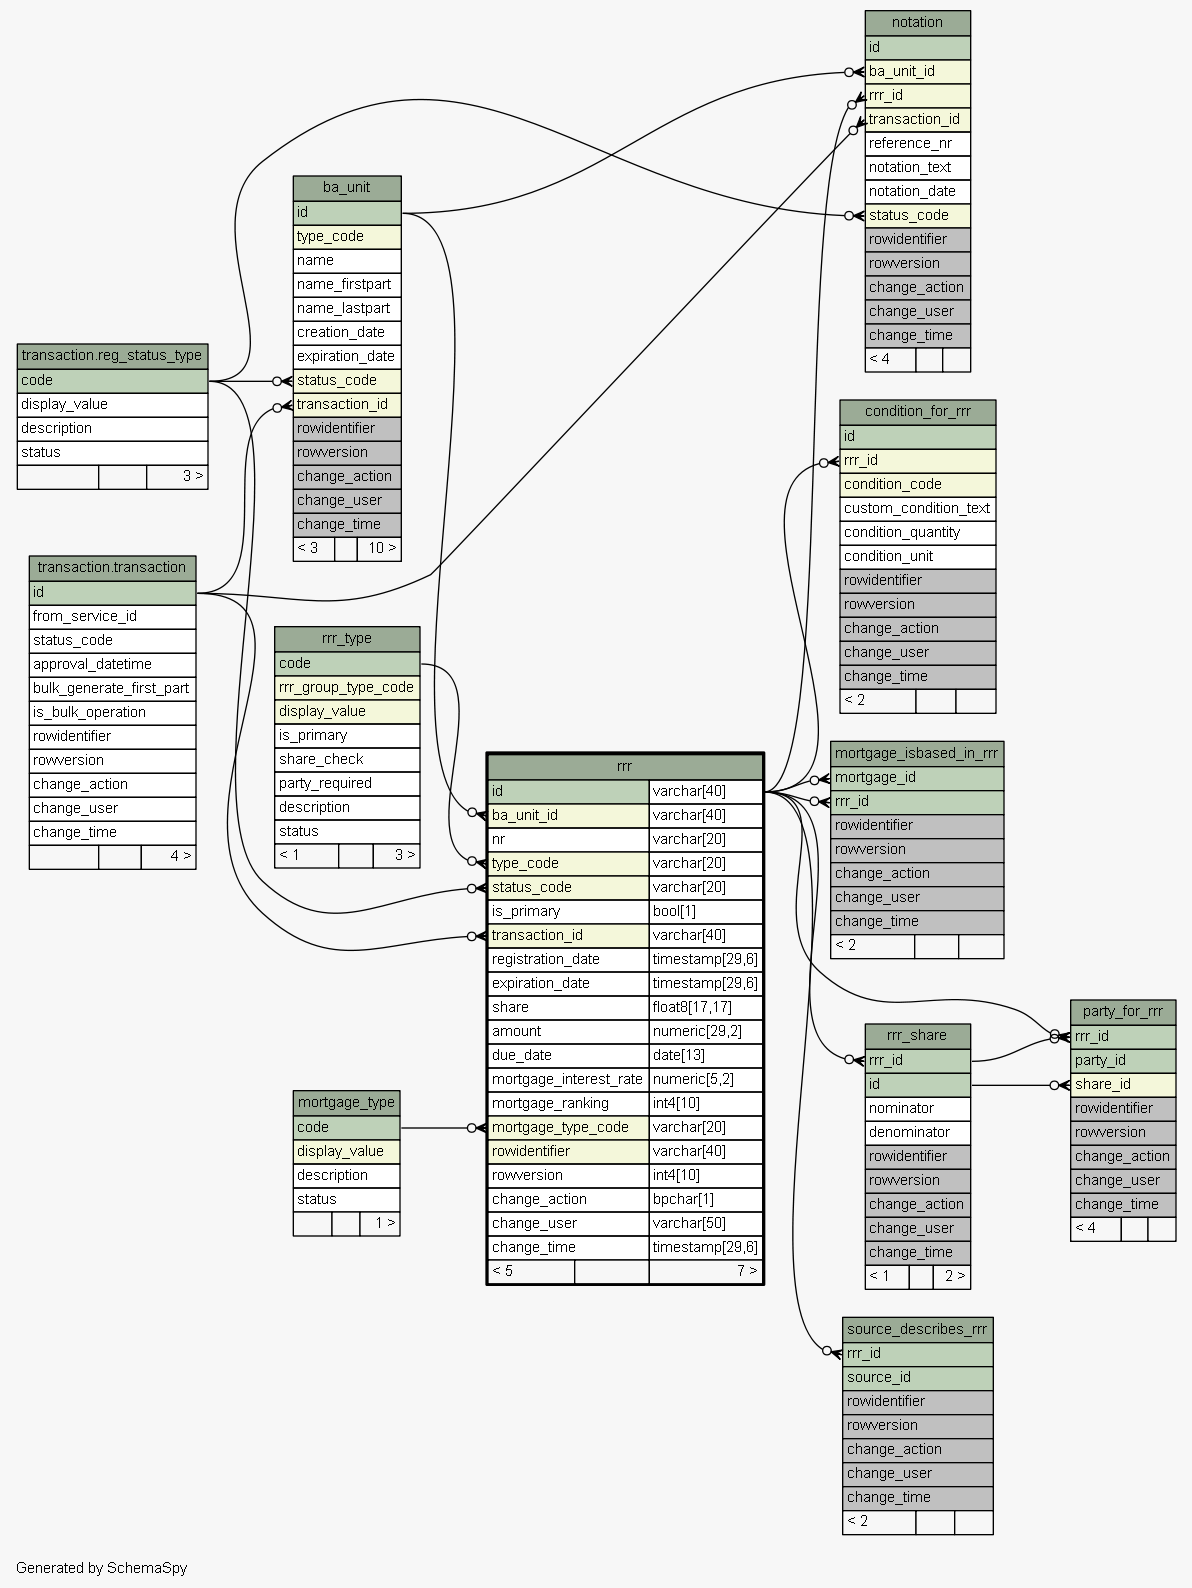 notation
id
ba_unit_id
rrr_id
transaction_id
reference_nr
notation_text
notation_date
status_code
rowidentifier
rowversion
change_action
change_user
change_time
< 4
ba_unit
id
type_code
name
name_firstpart
name_lastpart
creation_date
expiration_date
status_code
transaction_id
rowidentifier
rowversion
change_action
change_user
change_time
< 3 10 >
transaction.reg_status_type
code
display_value
description
status
3 >
condition_for_rrr
id
rrr_id
condition_code
custom_condition_text
condition_quantity
condition_unit
rowidentifier
rowversion
change_action
change_user
change_time
< 2
transaction.transaction
id
from_service_id
status_code
approval_datetime
bulk_generate_first_part
is_bulk_operation
rowidentifier
rowversion
change_action
change_user
change_time
4 >
rrr_type
code
rrr_group_type_code
display_value
is_primary
share_check
party_required
description
status
< 1 3 >
mortgage_isbased_in_rrr
mortgage_id
rrr_id
rowidentifier
rowversion
change_action
change_user
change_time
< 2
rrr
id varchar[40]
ba_unit_id varchar[40]
nr varchar[20]
type_code varchar[20]
status_code varchar[20]
is_primary bool[1]
transaction_id varchar[40]
registration_date timestamp[29,6]
expiration_date timestamp[29,6]
share float8[17,17]
amount numeric[29,2]
due_date date[13]
mortgage_interest_rate numeric[5,2]
mortgage_ranking int4[10]
mortgage_type_code varchar[20]
rowidentifier varchar[40]
rowversion int4[10]
change_action bpchar[1]
change_user varchar[50]
change_time timestamp[29,6]
< 5 7 >
party_for_rrr
rrr_id
party_id
share_id
rowidentifier
rowversion
change_action
change_user
change_time
< 4
rrr_share
rrr_id
id
nominator
denominator
rowidentifier
rowversion
change_action
change_user
change_time
< 1 2 >
mortgage_type
code
display_value
description
status
1 >
source_describes_rrr
rrr_id
source_id
rowidentifier
rowversion
change_action
change_user
change_time
< 2
Generated by SchemaSpy